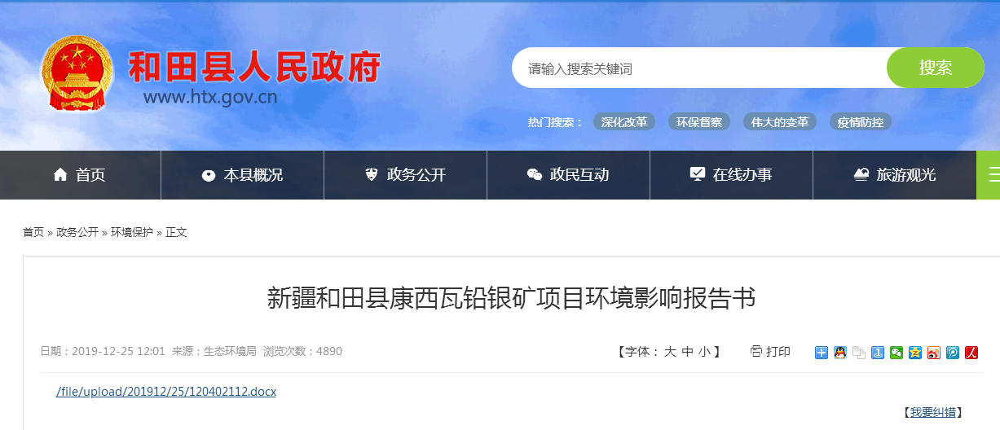 和田县人民政府
www.htx.gov.cn
请输入搜索关键词
搜索
热门搜索： 深化改革 环保督察 伟大的变革 疫情防控
首页 本县概况 政务公开 政民互动 在线办事 旅游观光
首页 » 政务公开 » 环境保护 » 正文
新疆和田县康西瓦铅银矿项目环境影响报告书
日期：2019-12-25 12:01 来源：生态环境局 浏览次数：4890
【字体： 大 中 小 】 打印
/file/upload/201912/25/120402112.docx
【我要纠错】